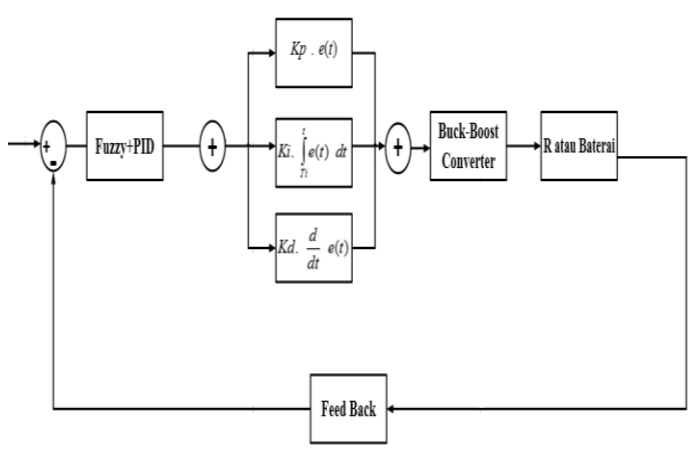 Kp . e(t)
+
-
Fuzzy+PID
+
t
Ki. ∫ e(t) dt
Ti
+
Buck-Boost
Converter
R atau Baterai
d
Kd. — e(t)
dt
Feed Back